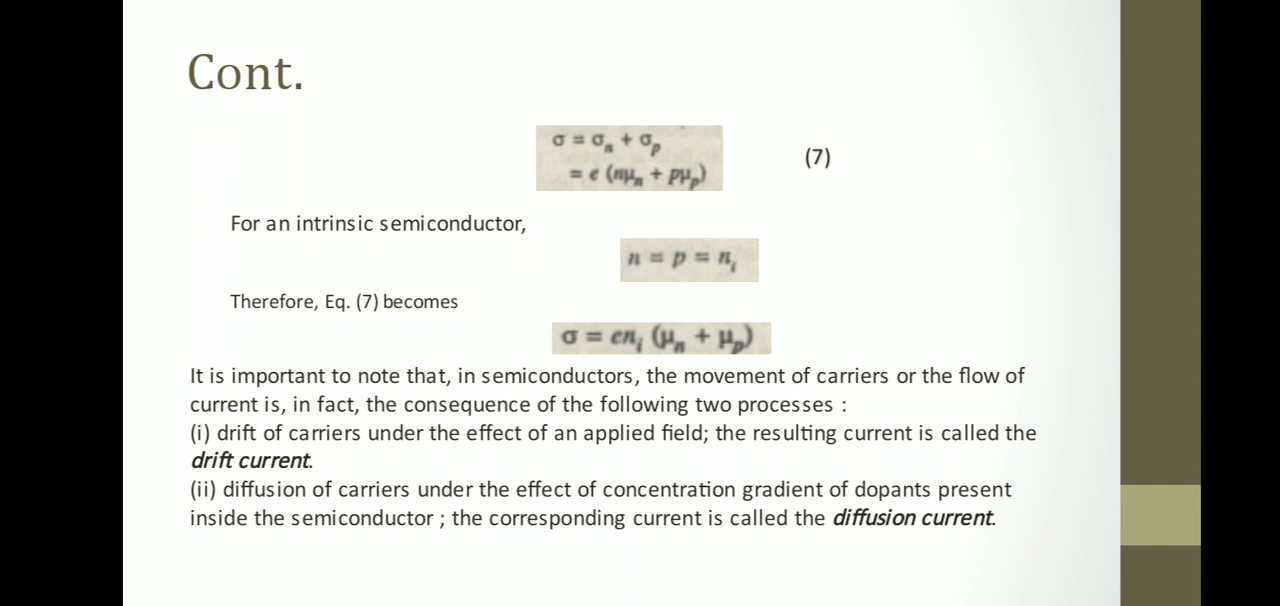 Cont.
σ = σₙ + σₚ
= e (nμₙ + pμₚ)
(7)
For an intrinsic semiconductor,
n = p = nᵢ
Therefore, Eq. (7) becomes
σ = enᵢ (μₙ + μₚ)
It is important to note that, in semiconductors, the movement of carriers or the flow of
current is, in fact, the consequence of the following two processes :
(i) drift of carriers under the effect of an applied field; the resulting current is called the
drift current.
(ii) diffusion of carriers under the effect of concentration gradient of dopants present
inside the semiconductor ; the corresponding current is called the diffusion current.